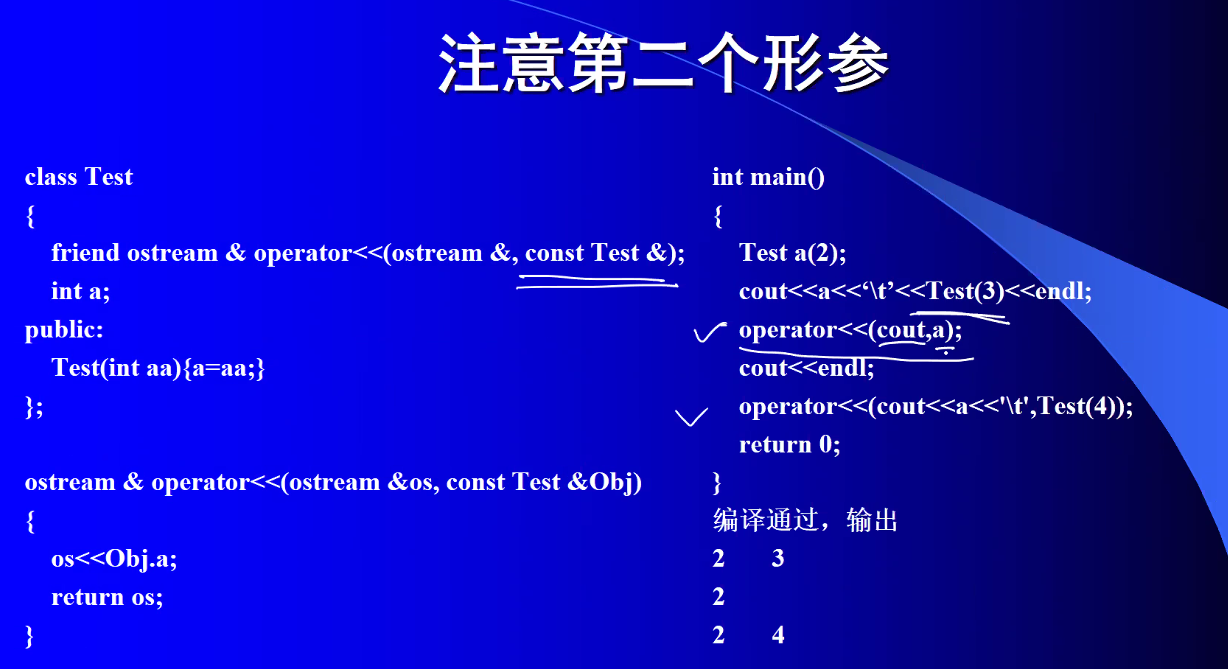 注意第二个形参
class Test
{
friend ostream & operator<<(ostream &, const Test &);
int a;
public:
Test(int aa){a=aa;}
};
ostream & operator<<(ostream &os, const Test &Obj)
{
os<<Obj.a;
return os;
}
int main()
{
Test a(2);
cout<<a<<‘\t’<<Test(3)<<endl;
operator<<(cout,a);
cout<<endl;
operator<<(cout<<a<<'\t',Test(4));
return 0;
}
编译通过，输出
2 3
2
2 4